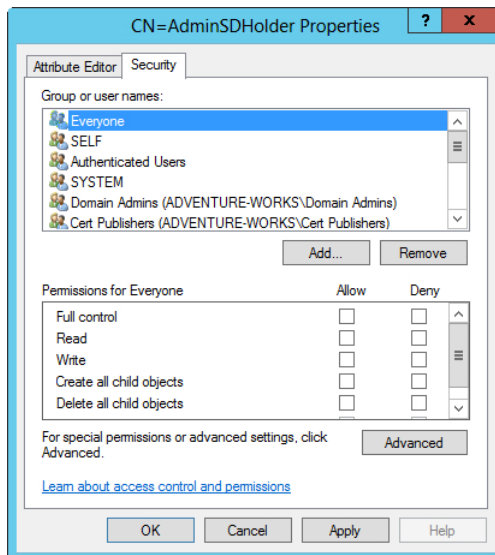 CN=AdminSDHolder Properties
?
x
Attribute Editor
Security
Group or user names:
Everyone
SELF
Authenticated Users
SYSTEM
Domain Admins (ADVENTURE-WORKS\Domain Admins)
Cert Publishers (ADVENTURE-WORKS\Cert Publishers)
Add...
Remove
Permissions for Everyone
Allow
Deny
Full control
Read
Write
Create all child objects
Delete all child objects
For special permissions or advanced settings, click
Advanced.
Advanced
Learn about access control and permissions
OK
Cancel
Apply
Help